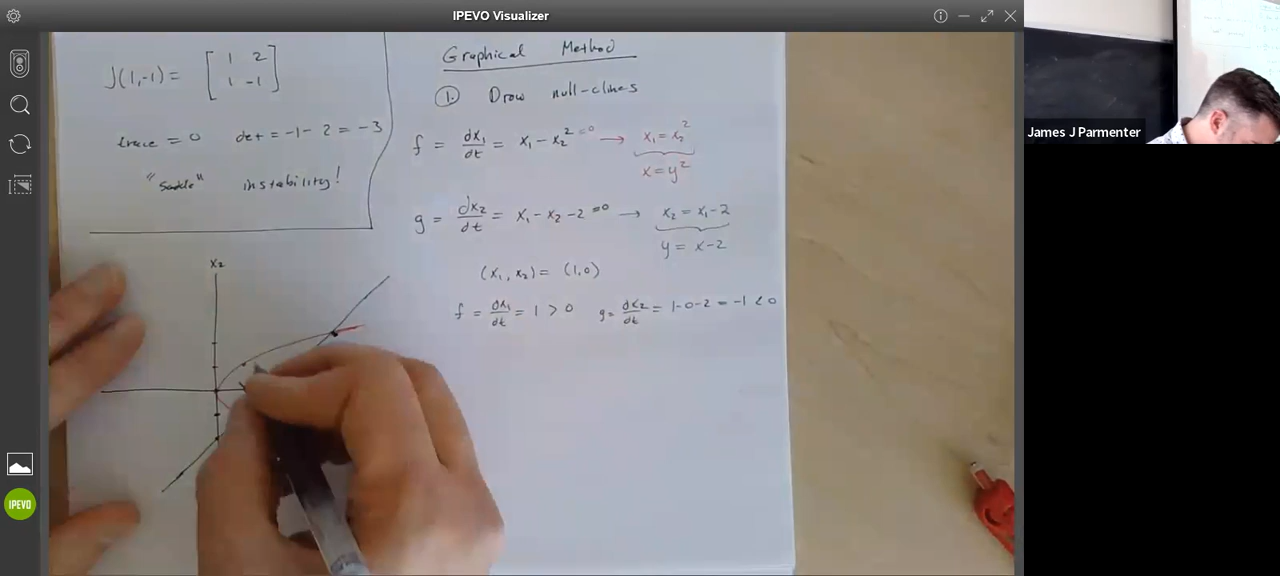 IPEVO Visualizer
James J Parmenter
J(1,-1) = [ 1 2
1 -1 ]
trace = 0 det = -1 - 2 = -3
"Saddle" instability!
x₂
Graphical Method
1. Draw null-clines
f = dx₁/dt = x₁ - x₂² = 0 → x₁ = x₂²
x = y²
g = dx₂/dt = x₁ - x₂ - 2 = 0 → x₂ = x₁ - 2
y = x - 2
(x₁, x₂) = (1, 0)
f = dx₁/dt = 1 > 0 g = dx₂/dt = 1 - 0 - 2 = -1 < 0
IPEVO